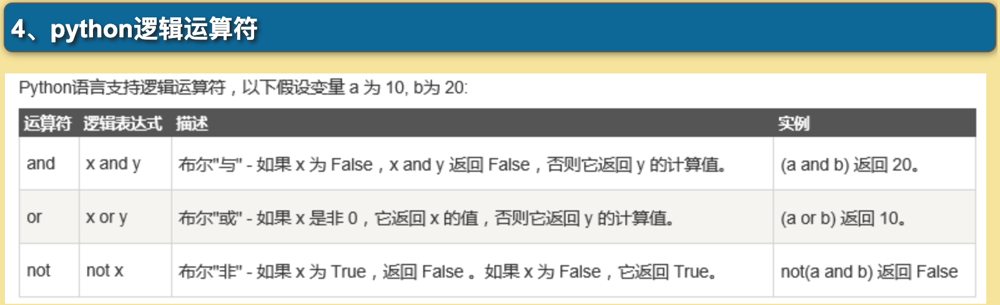 4、python逻辑运算符
Python语言支持逻辑运算符，以下假设变量 a 为 10, b为 20:
运算符 逻辑表达式 描述 实例
and x and y 布尔"与" - 如果 x 为 False，x and y 返回 False，否则它返回 y 的计算值。 (a and b) 返回 20。
or x or y 布尔"或" - 如果 x 是非 0，它返回 x 的值，否则它返回 y 的计算值。 (a or b) 返回 10。
not not x 布尔"非" - 如果 x 为 True，返回 False 。如果 x 为 False，它返回 True。 not(a and b) 返回 False